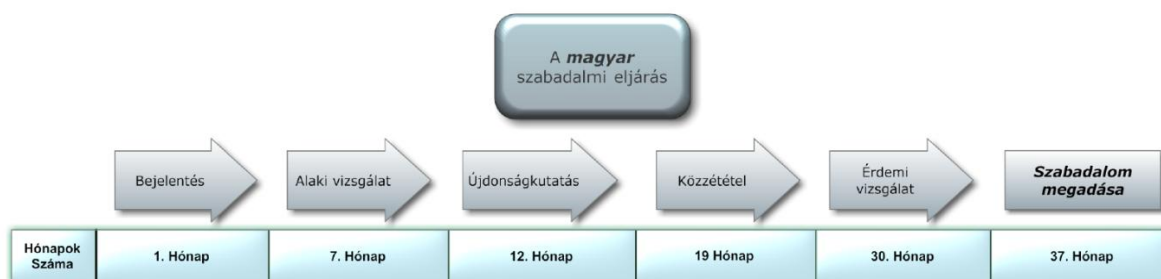 A magyar
szabadalmi eljárás
Bejelentés
Alaki vizsgálat
Újdonságkutatás
Közzététel
Érdemi
vizsgálat
Szabadalom
megadása
Hónapok
Száma
1. Hónap
7. Hónap
12. Hónap
19 Hónap
30. Hónap
37. Hónap